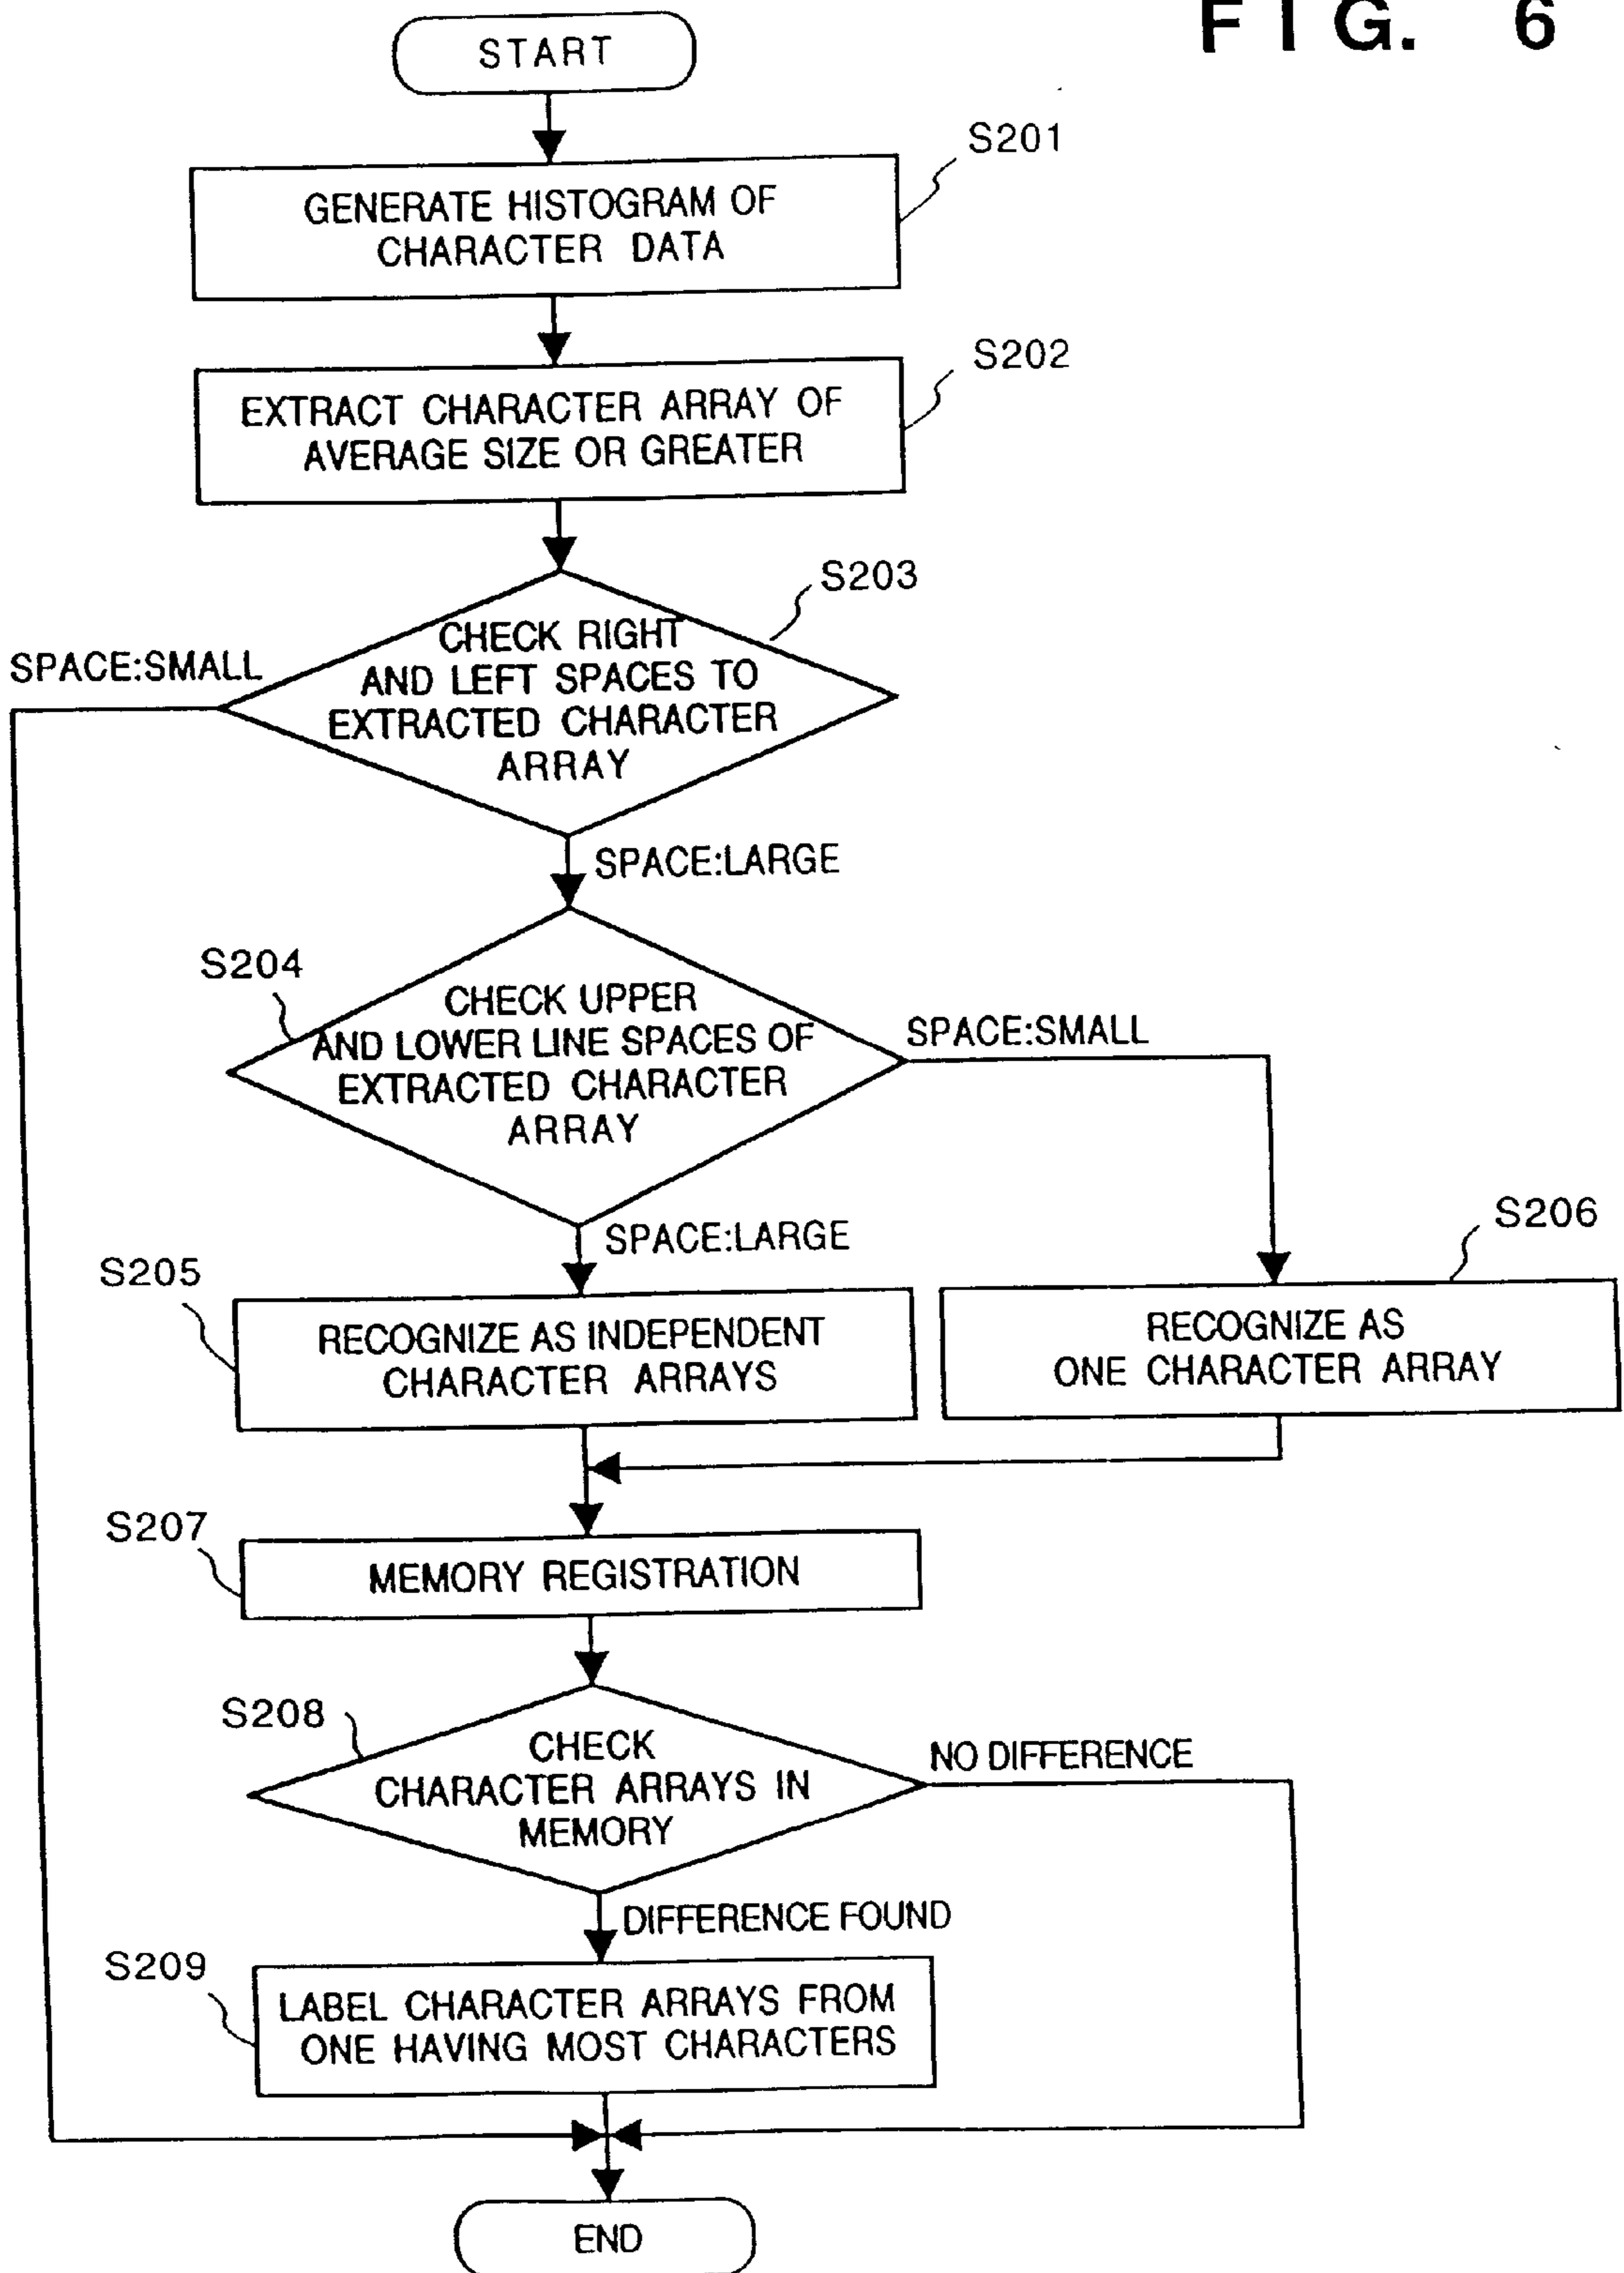 FIG. 6
START
S201
GENERATE HISTOGRAM OF
CHARACTER DATA
S202
EXTRACT CHARACTER ARRAY OF
AVERAGE SIZE OR GREATER
S203
CHECK RIGHT
SPACE:SMALL
AND LEFT SPACES TO
EXTRACTED CHARACTER
ARRAY
SPACE:LARGE
S204
CHECK UPPER
AND LOWER LINE SPACES OF
SPACE:SMALL
EXTRACTED CHARACTER
ARRAY
SPACE:LARGE
S205
RECOGNIZE AS INDEPENDENT
CHARACTER ARRAYS
S206
RECOGNIZE AS
ONE CHARACTER ARRAY
S207
MEMORY REGISTRATION
S208
CHECK
CHARACTER ARRAYS IN
MEMORY
NO DIFFERENCE
DIFFERENCE FOUND
S209
LABEL CHARACTER ARRAYS FROM
ONE HAVING MOST CHARACTERS
END